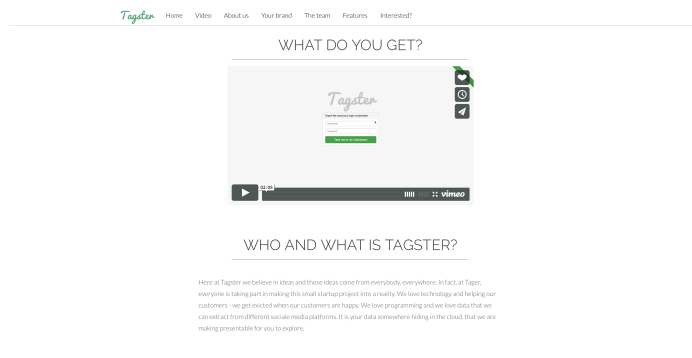 Tagster Home Video About us Your brand The team Features Interested?
WHAT DO YOU GET?
Tagster
02:05
vimeo
WHO AND WHAT IS TAGSTER?
Here at Tagster we believe in ideas and those ideas come from everybody, everywhere. In fact, at Tager,
everyone is taking part in making this small startup project into a reality. We love technology and helping our
customers - we get exicted when our customers are happy. We love programming and we love data that we
can extract from different sociale media platforms. It is your data somewhere hiding in the cloud, that we are
making presentable for you to explore.